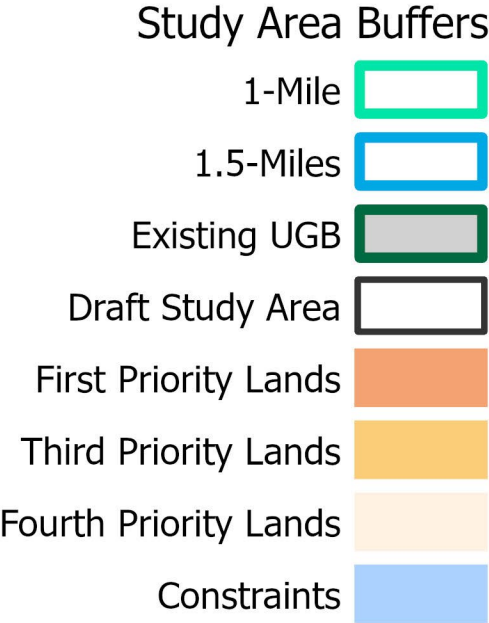 Study Area Buffers
1-Mile
1.5-Miles
Existing UGB
Draft Study Area
First Priority Lands
Third Priority Lands
Fourth Priority Lands
Constraints